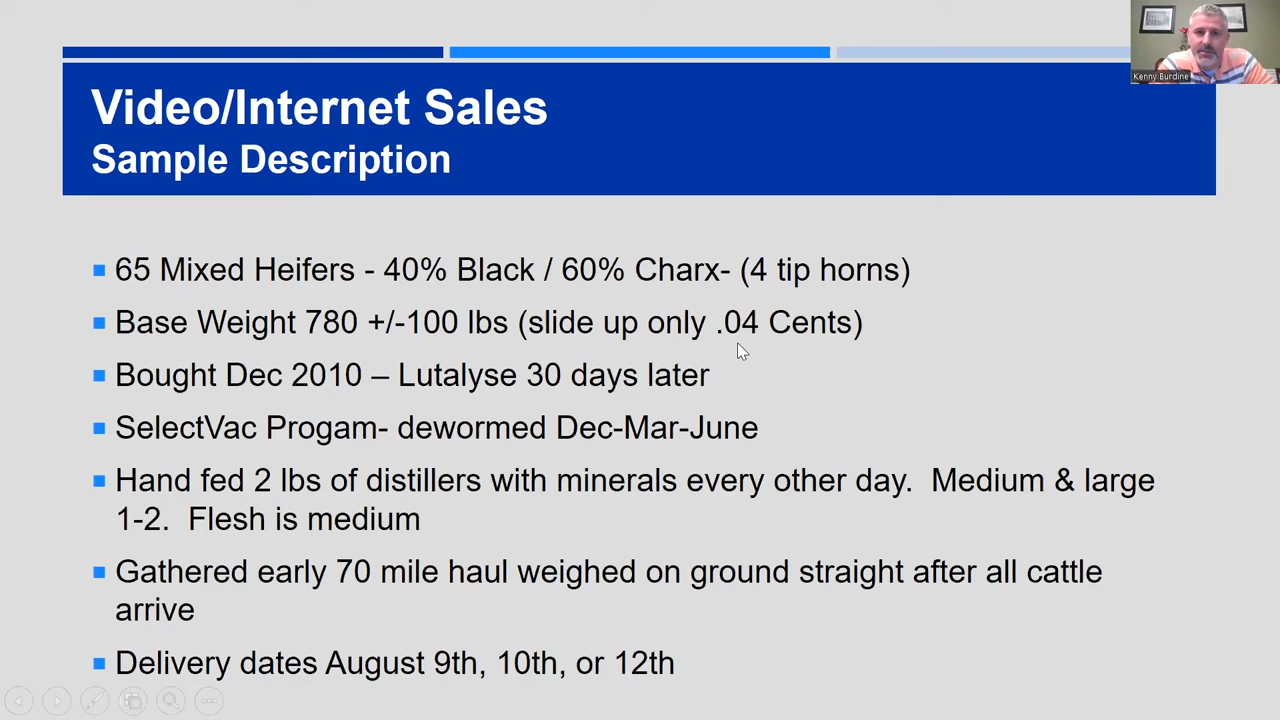 Kenny Burdine
Video/Internet Sales
Sample Description
65 Mixed Heifers - 40% Black / 60% Charx- (4 tip horns)
Base Weight 780 +/-100 lbs (slide up only .04 Cents)
Bought Dec 2010 – Lutalyse 30 days later
SelectVac Progam- dewormed Dec-Mar-June
Hand fed 2 lbs of distillers with minerals every other day.  Medium & large
1-2.  Flesh is medium
Gathered early 70 mile haul weighed on ground straight after all cattle
arrive
Delivery dates August 9th, 10th, or 12th